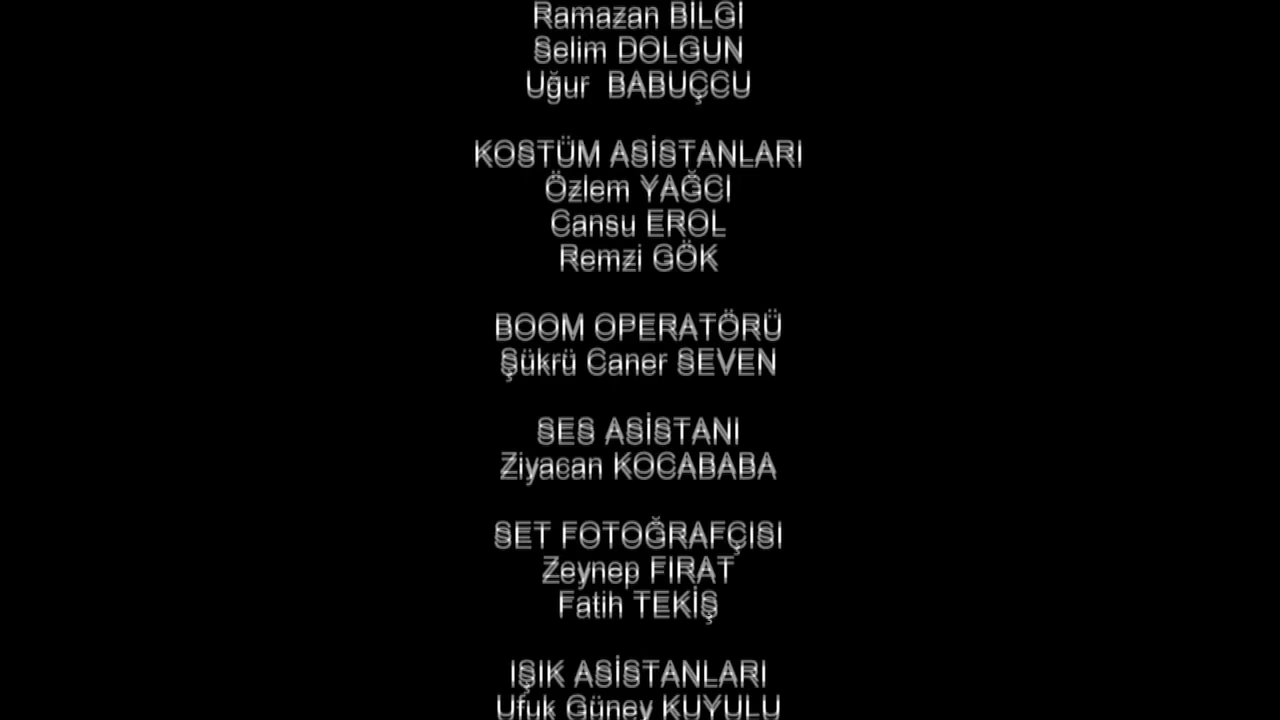 Ramazan BİLGİ
Selim DOLGUN
Uğur BABUÇCU
KOSTÜM ASİSTANLARI
Özlem YAĞCI
Cansu EROL
Remzi GÖK
BOOM OPERATÖRÜ
Şükrü Caner SEVEN
SES ASİSTANI
Ziyacan KOCABABA
SET FOTOĞRAFÇISI
Zeynep FIRAT
Fatih TEKİŞ
IŞIK ASİSTANLARI
Ufuk Güney KUYULU